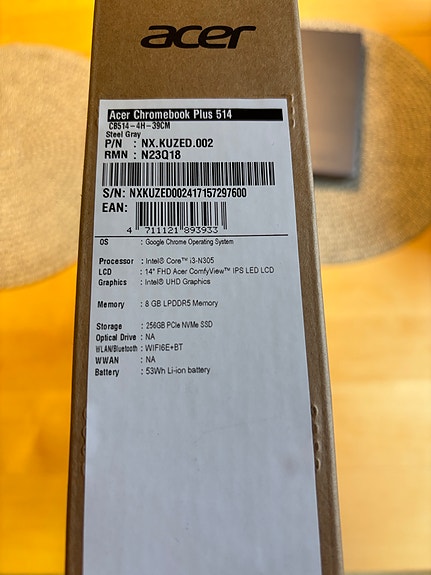 acer
Acer Chromebook Plus 514
CB514-4H-39CM
Steel Gray
P/N : NX.KUZED.002
RMN : N23Q18
S/N: NXKUZED002417157297600
EAN:
4 711121 893933
OS : Google Chrome Operating System
Processor : Intel® Core™ i3-N305
LCD : 14" FHD Acer ComfyView™ IPS LED LCD
Graphics : Intel® UHD Graphics
Memory : 8 GB LPDDR5 Memory
Storage : 256GB PCIe NVMe SSD
Optical Drive : NA
WLAN/Bluetooth : WIFI6E+BT
WWAN : NA
Battery : 53Wh Li-ion battery